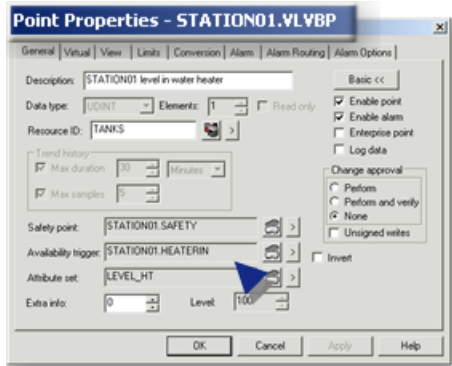 Point Properties - STATION01.VLVBP
General Virtual View Limits Conversion Alarm Alarm Routing Alarm Options
Description: STATION01 level in water heater Basic <<
Data type: UDINT Elements: 1 Read only Enable point
Enable alarm
Resource ID: TANKS > Enterprise point
Log data
Trend history
Max duration 30 Minutes Change approval
Perform
Max samples 5 Perform and verify
None
Safety point: STATION01.SAFETY > Unsigned writes
Availability trigger: STATION01.HEATERIN > Invert
Attribute set: LEVEL_HT >
Extra info: 0 Level: 100
OK Cancel Apply Help